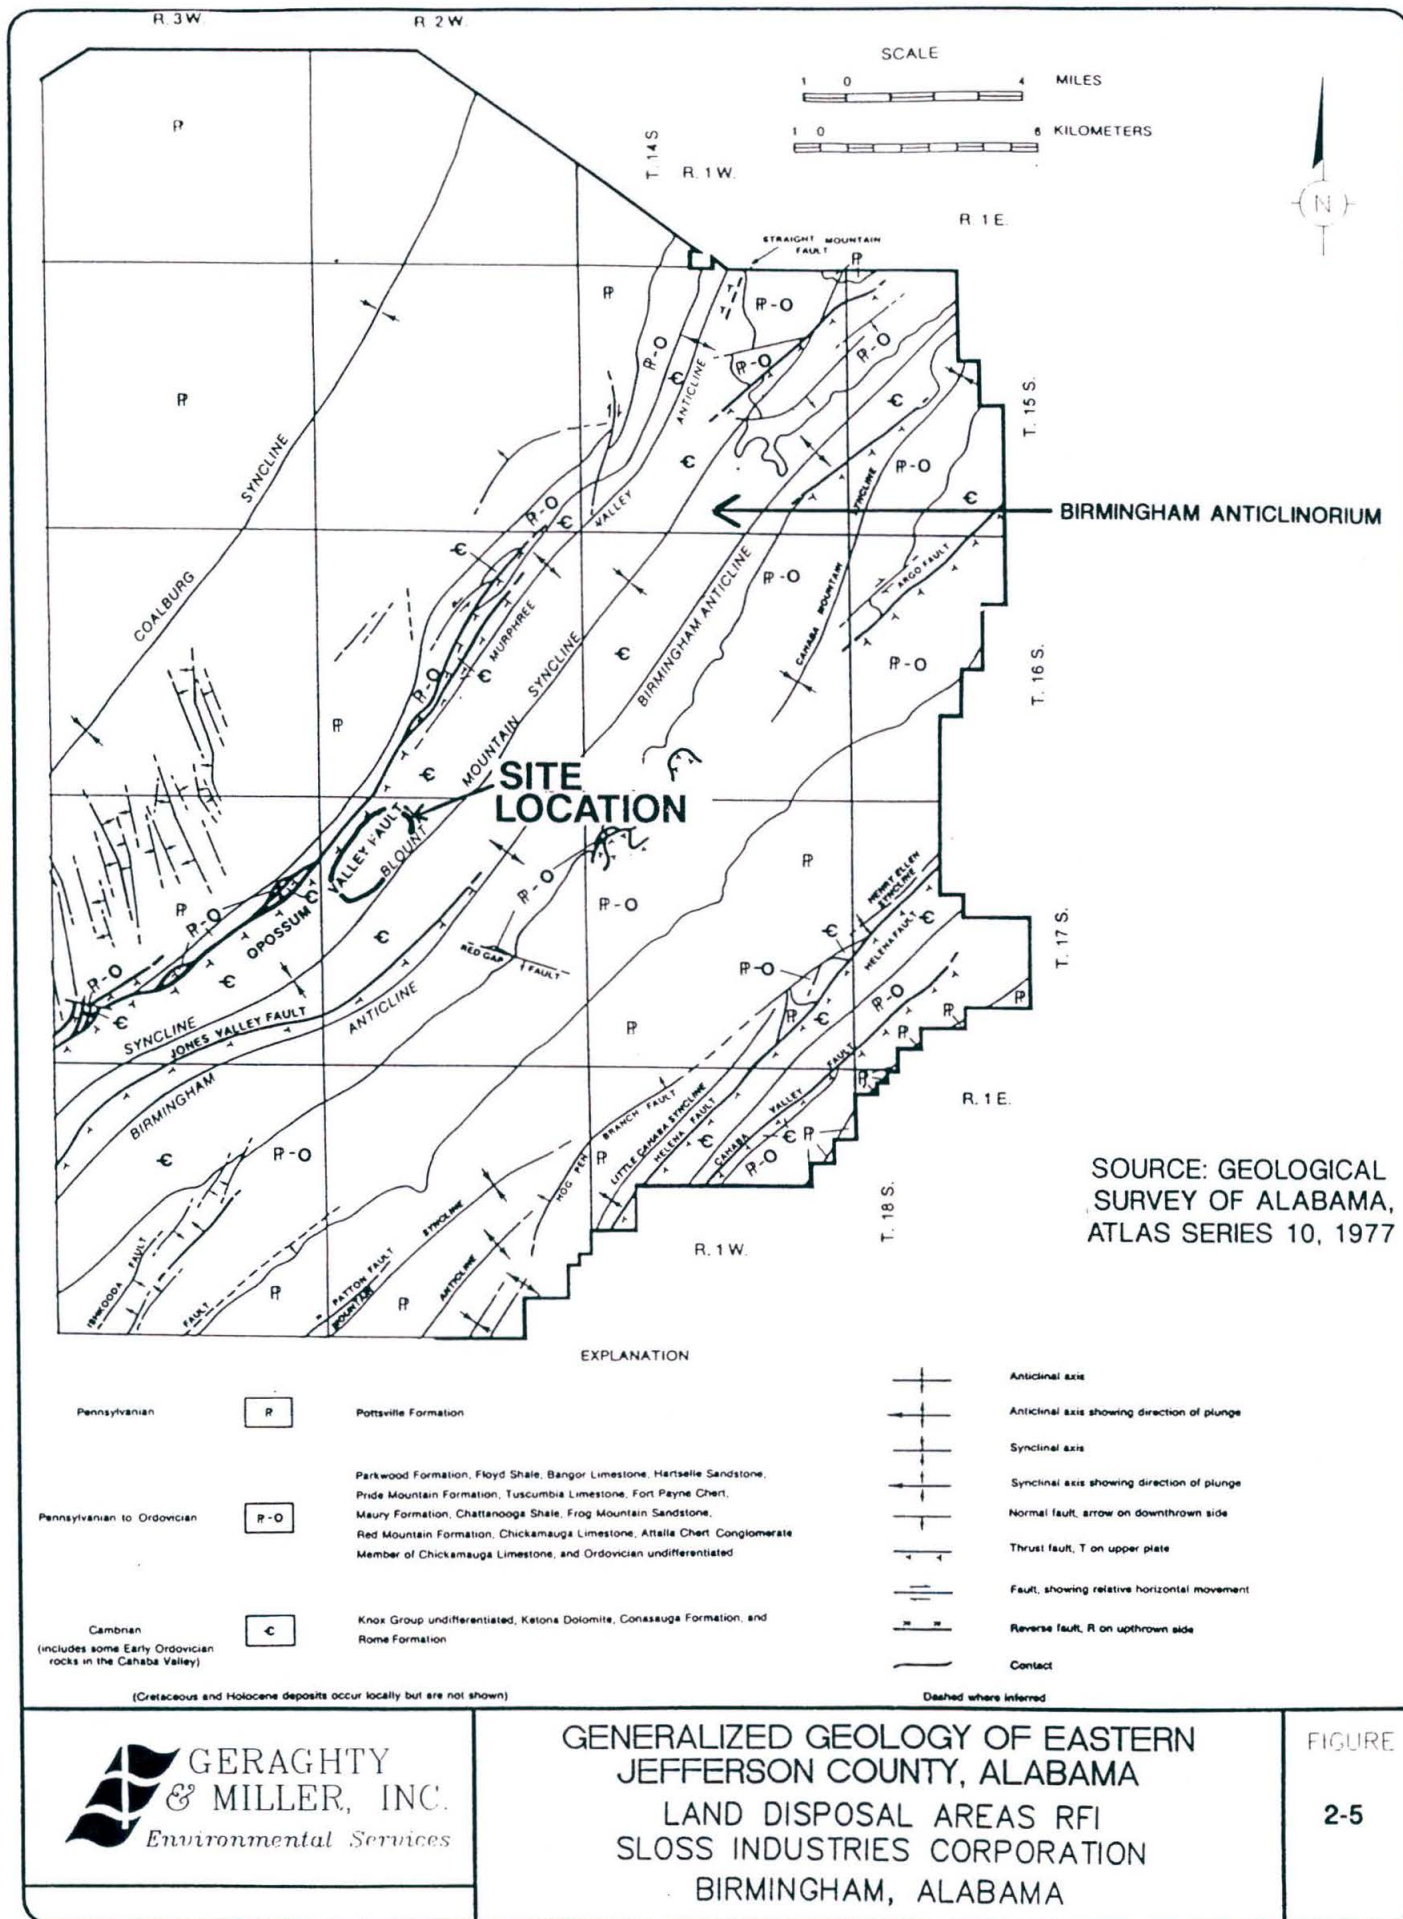 R. 3 W.
R. 2 W.
SCALE
1 0 4 MILES
1 0 6 KILOMETERS
T. 14 S
R. 1 W.
R. 1 E.
N
STRAIGHT MOUNTAIN
FAULT
COALBURG SYNCLINE
MURPHREE VALLEY ANTICLINE
BLOUNT MOUNTAIN SYNCLINE
BIRMINGHAM ANTICLINE
CAHABA MOUNTAIN SYNCLINE
ARGO FAULT
BIRMINGHAM ANTICLINORIUM
T. 15 S.
T. 16 S.
SITE
LOCATION
OPOSSUM VALLEY FAULT
SYNCLINE
JONES VALLEY FAULT
BIRMINGHAM ANTICLINE
RED GAP FAULT
HENRY ELLEN
SYNCLINE
HELENA FAULT
T. 17 S.
HOG PEN BRANCH FAULT
LITTLE CAHABA SYNCLINE
HELENA FAULT
CAHABA VALLEY FAULT
R. 1 E.
ISHKOODA FAULT
FAULT
PATTON FAULT
MOUNTAIN SYNCLINE
ANTICLINE
R. 1 W.
T. 18 S.
SOURCE: GEOLOGICAL
SURVEY OF ALABAMA,
ATLAS SERIES 10, 1977
EXPLANATION
Pennsylvanian P Pottsville Formation
Pennsylvanian to Ordovician P-O Parkwood Formation, Floyd Shale, Bangor Limestone, Hartselle Sandstone,
Pride Mountain Formation, Tuscumbia Limestone, Fort Payne Chert,
Maury Formation, Chattanooga Shale, Frog Mountain Sandstone,
Red Mountain Formation, Chickamauga Limestone, Attalla Chert Conglomerate
Member of Chickamauga Limestone, and Ordovician undifferentiated
Cambrian
(includes some Early Ordovician
rocks in the Cahaba Valley)
Є
Knox Group undifferentiated, Ketona Dolomite, Conasauga Formation, and
Rome Formation
(Cretaceous and Holocene deposits occur locally but are not shown)
Anticlinal axis
Anticlinal axis showing direction of plunge
Synclinal axis
Synclinal axis showing direction of plunge
Normal fault, arrow on downthrown side
Thrust fault, T on upper plate
Fault, showing relative horizontal movement
Reverse fault, R on upthrown side
Contact
Dashed where inferred
GERAGHTY
& MILLER, INC.
Environmental Services
GENERALIZED GEOLOGY OF EASTERN
JEFFERSON COUNTY, ALABAMA
LAND DISPOSAL AREAS RFI
SLOSS INDUSTRIES CORPORATION
BIRMINGHAM, ALABAMA
FIGURE
2-5